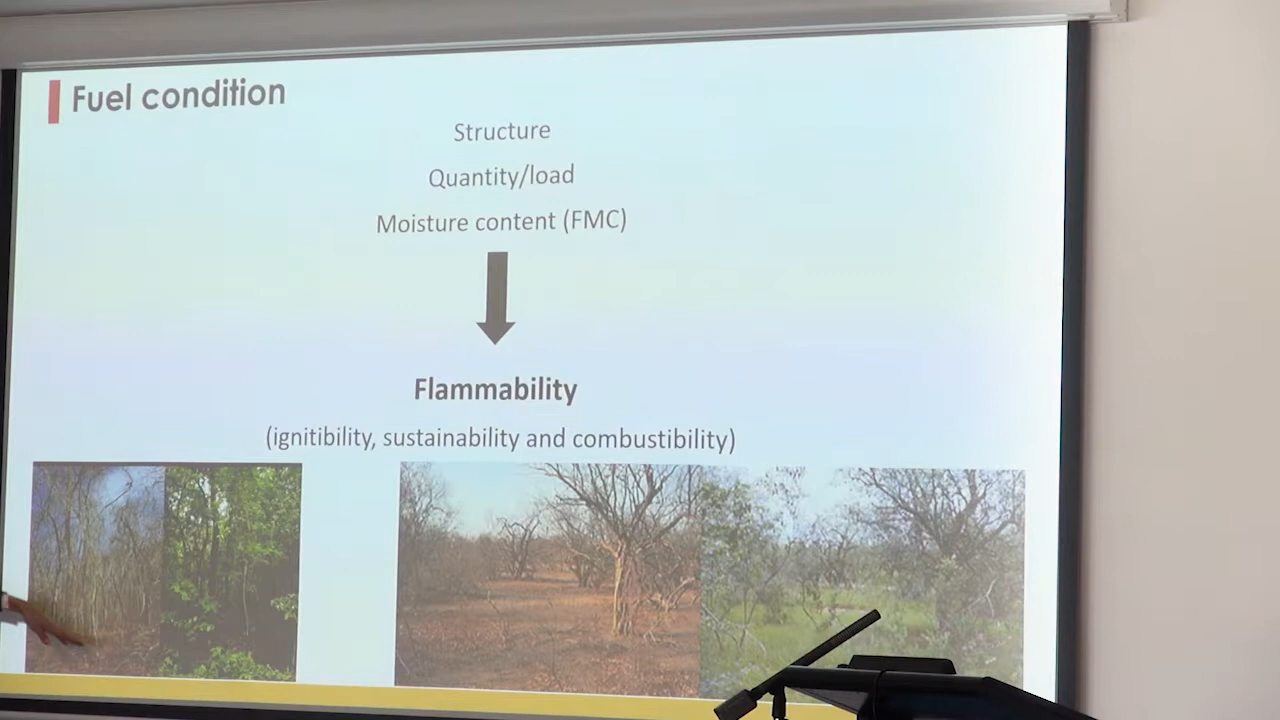 Fuel condition
Structure
Quantity/load
Moisture content (FMC)
Flammability
(ignitibility, sustainability and combustibility)